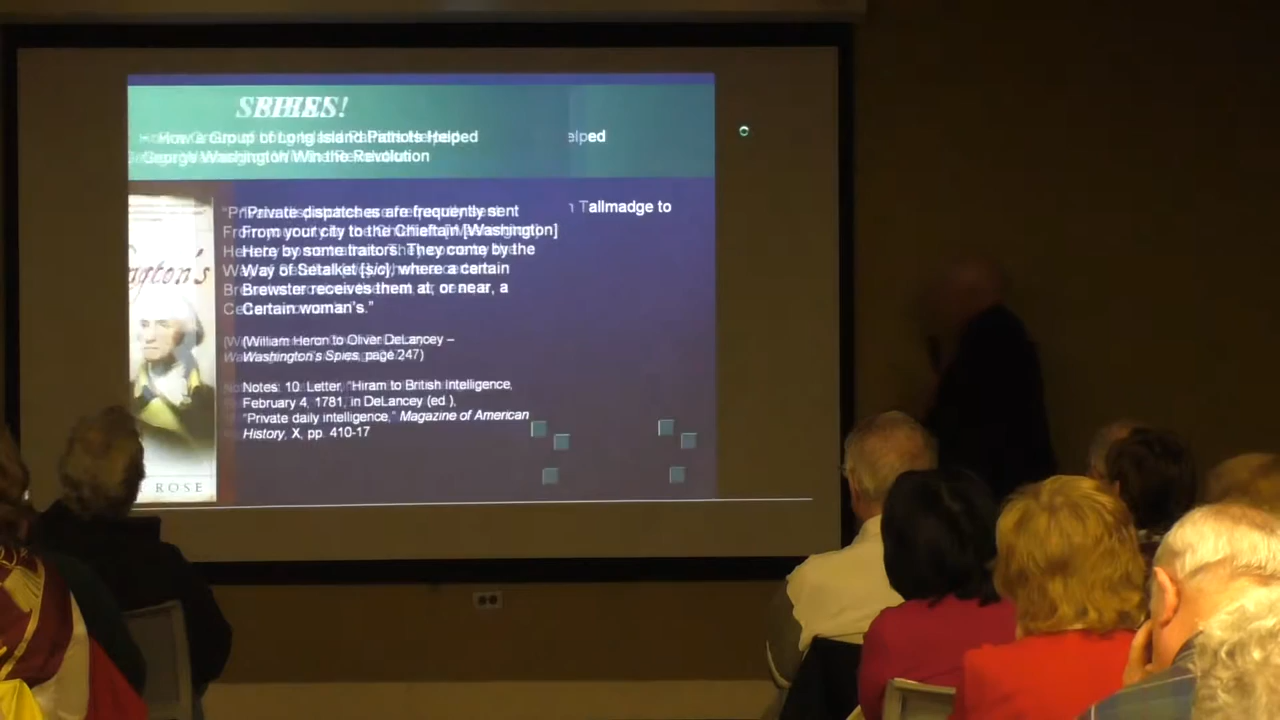 SPIES!
How a Group of Long Island Patriots Helped
elped
George Washington Win the Revolution
Tallmadge to
"Private dispatches are frequently sent
From your city to the Chieftain [Washington]
Here by some traitors. They come by the
Way of Setalket [sic], where a certain
Brewster receives them at, or near, a
Certain woman's."
(William Heron to Oliver DeLancey –
Washington's Spies, page 247)
Notes: 10. Letter, "Hiram to British Intelligence,
February 4, 1781, in DeLancey (ed.),
"Private daily intelligence," Magazine of American
History, X, pp. 410-17
ngton's
ROSE